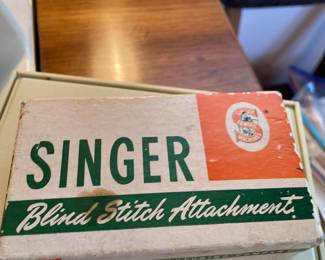 SINGER
S
Blind Stitch Attachment